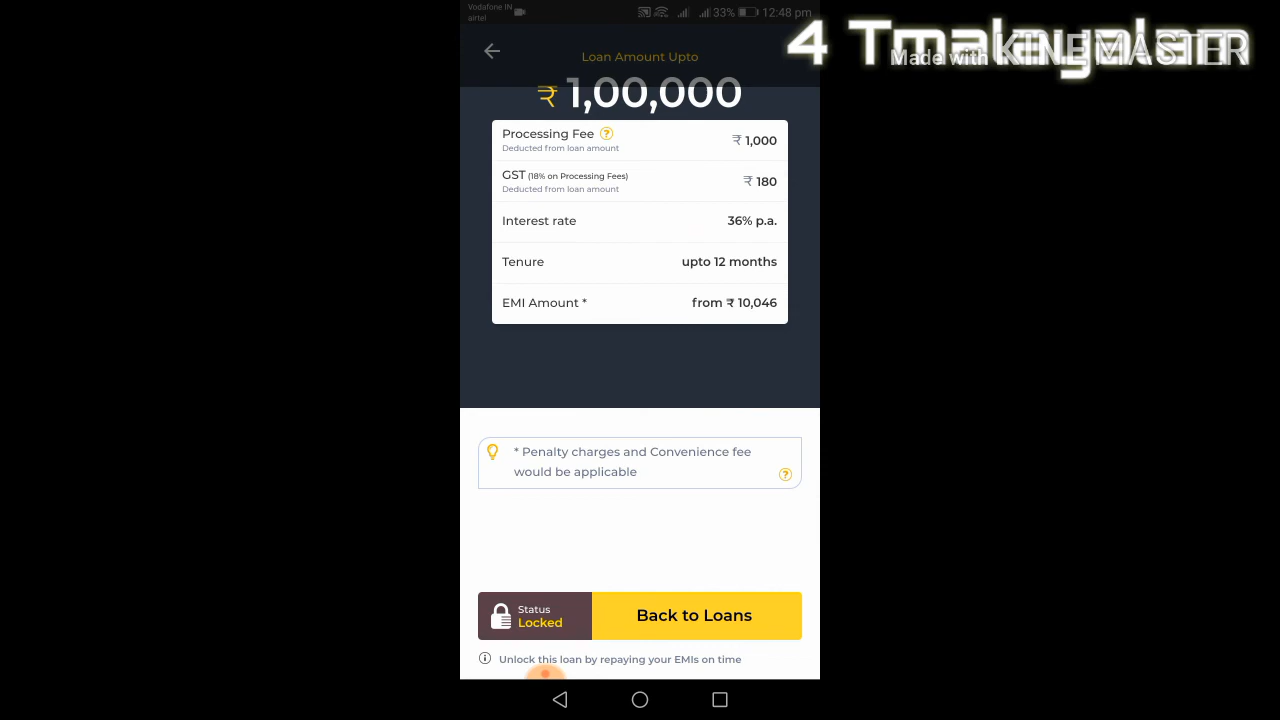 Vodafone IN
airtel
33% 12:48 pm
4 Tmalayalam
Made with KINEMASTER
Loan Amount Upto
₹ 1,00,000
Processing Fee ?
₹ 1,000
Deducted from loan amount
GST (18% on Processing Fees)
₹ 180
Deducted from loan amount
Interest rate
36% p.a.
Tenure
upto 12 months
EMI Amount *
from ₹ 10,046
* Penalty charges and Convenience fee
would be applicable
?
Status
Locked
Back to Loans
Unlock this loan by repaying your EMIs on time